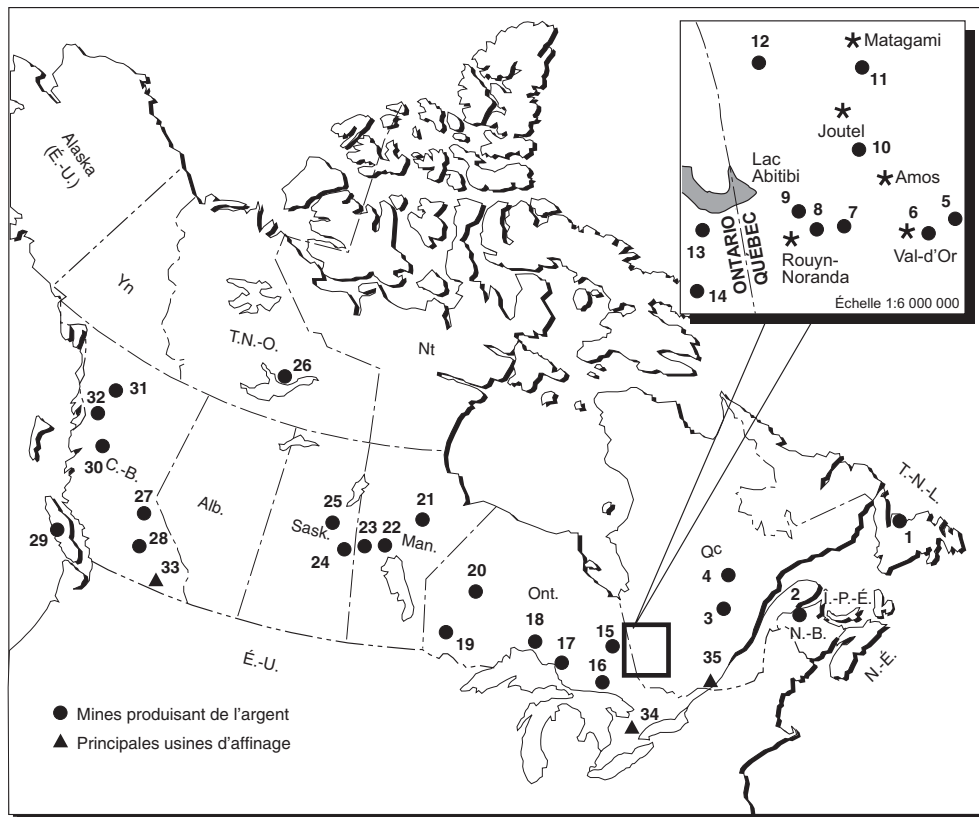 12
Matagami
11
Joutel
10
Lac
Abitibi
Amos
9
8
7
6
5
13
ONTARIO
QUÉBEC
Rouyn-
Noranda
Val-d'Or
14
Échelle 1:6 000 000
Alaska
(É.-U.)
Yn
T.N.-O.
26
Nt
31
32
30
C.-B.
27
28
29
33
Alb.
25
Sask.
24
23
22
21
Man.
20
Ont.
19
18
17
16
15
É.-U.
Qc
4
3
T.-N.-L.
1
2
Î.-P.-É.
N.-B.
N.-É.
35
34
Mines produisant de l'argent
Principales usines d'affinage